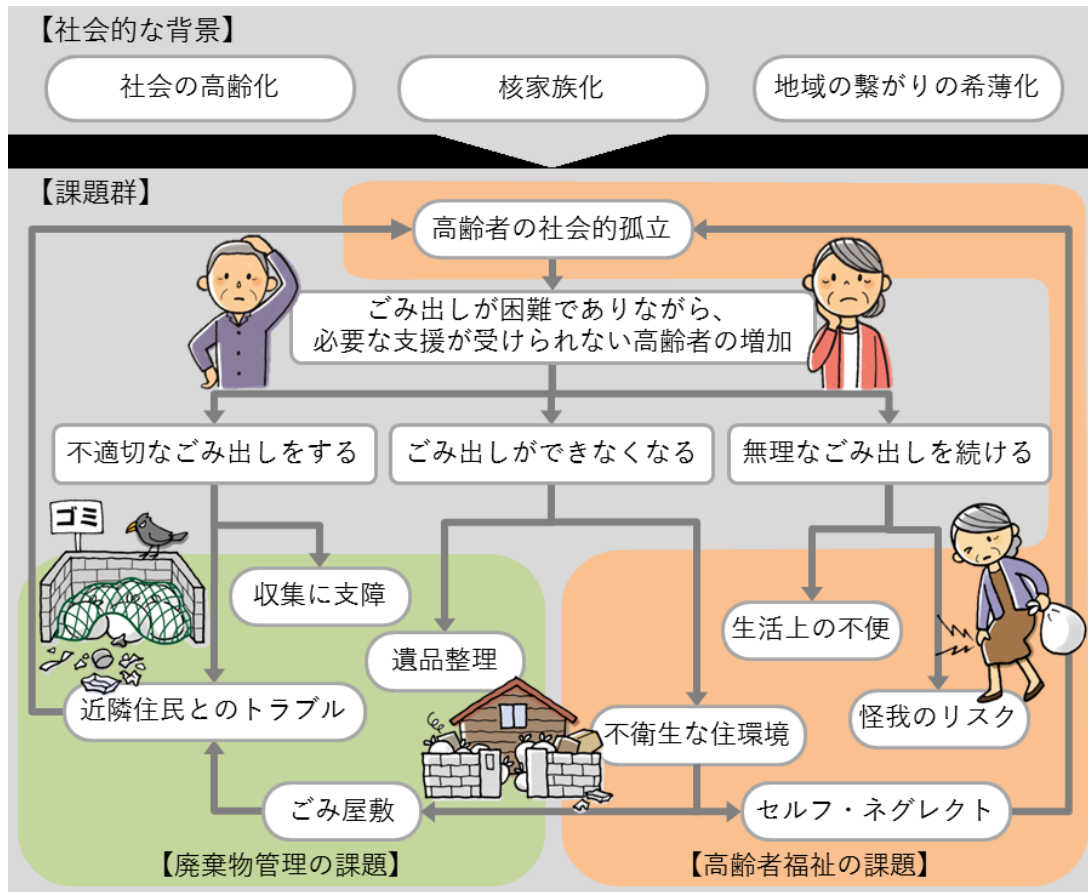 【社会的な背景】
社会の高齢化
核家族化
地域の繋がりの希薄化
【課題群】
高齢者の社会的孤立
ごみ出しが困難でありながら、
必要な支援が受けられない高齢者の増加
不適切なごみ出しをする
ごみ出しができなくなる
無理なごみ出しを続ける
ゴミ
収集に支障
生活上の不便
遺品整理
近隣住民とのトラブル
不衛生な住環境
怪我のリスク
ごみ屋敷
セルフ・ネグレクト
【廃棄物管理の課題】
【高齢者福祉の課題】